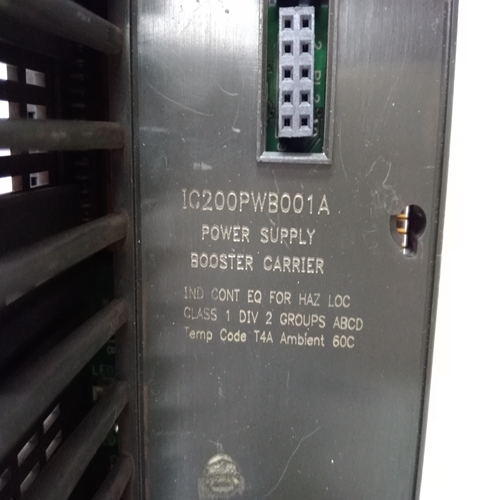 IC200PWB001A
POWER SUPPLY
BOOSTER CARRIER
IND CONT EQ FOR HAZ LOC
CLASS 1 DIV 2 GROUPS ABCD
Temp Code T4A Ambient 60C